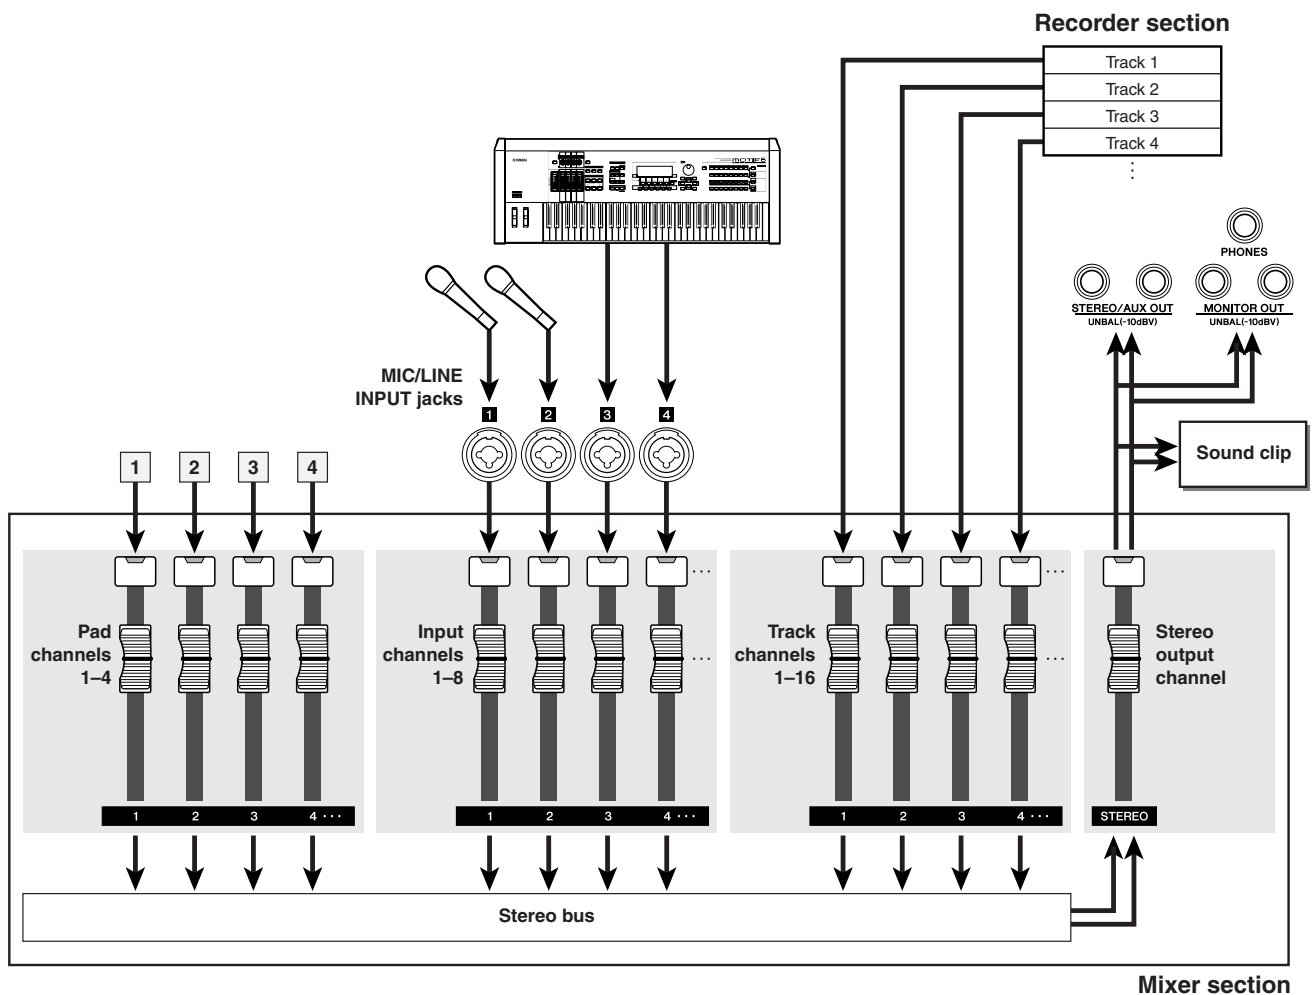 Recorder section
Track 1
Track 2
Track 3
Track 4
PHONES
STEREO/AUX OUT
UNBAL(-10dBV)
MONITOR OUT
UNBAL(-10dBV)
MIC/LINE
INPUT jacks
1 2 3 4
Sound clip
1 2 3 4
Pad
channels
1–4
Input
channels
1–8
Track
channels
1–16
Stereo
output
channel
1 2 3 4 ···
1 2 3 4 ···
1 2 3 4 ···
STEREO
Stereo bus
Mixer section